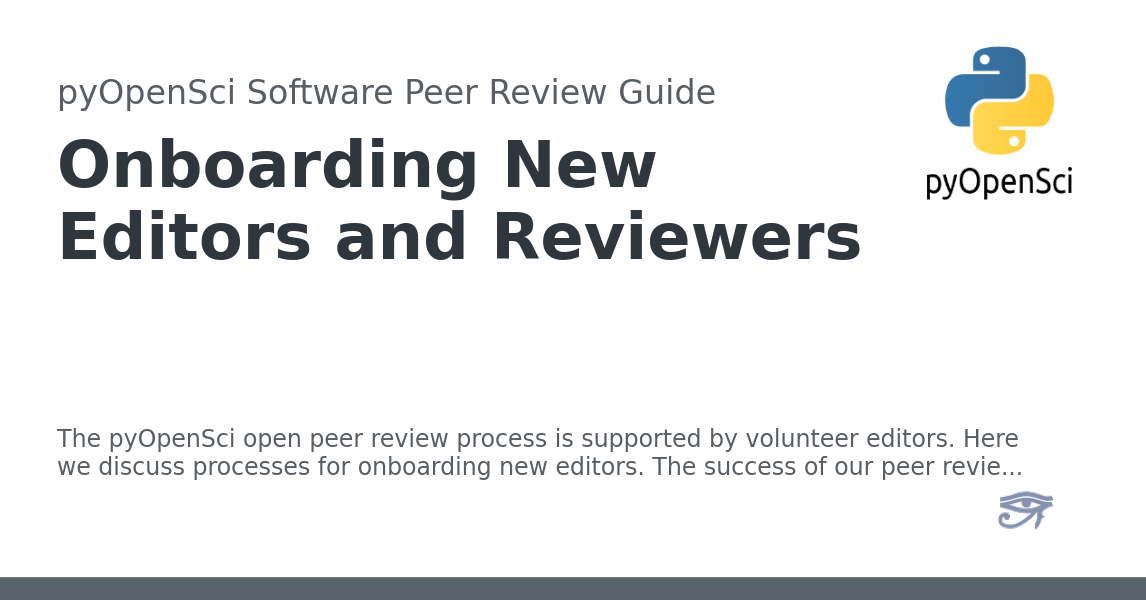 pyOpenSci Software Peer Review Guide
Onboarding New
Editors and Reviewers
pyOpenSci
The pyOpenSci open peer review process is supported by volunteer editors. Here
we discuss processes for onboarding new editors. The success of our peer revie...